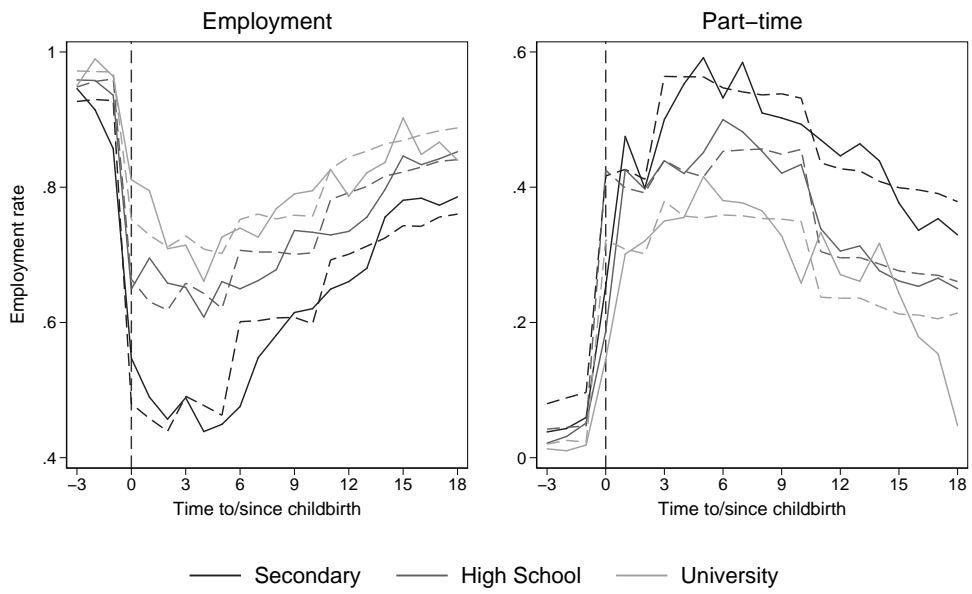 Employment
Part−time
1
.8
.6
.4
Employment rate
−3 0 3 6 9 12 15 18
Time to/since childbirth
.6
.4
.2
0
−3 0 3 6 9 12 15 18
Time to/since childbirth
Secondary High School University